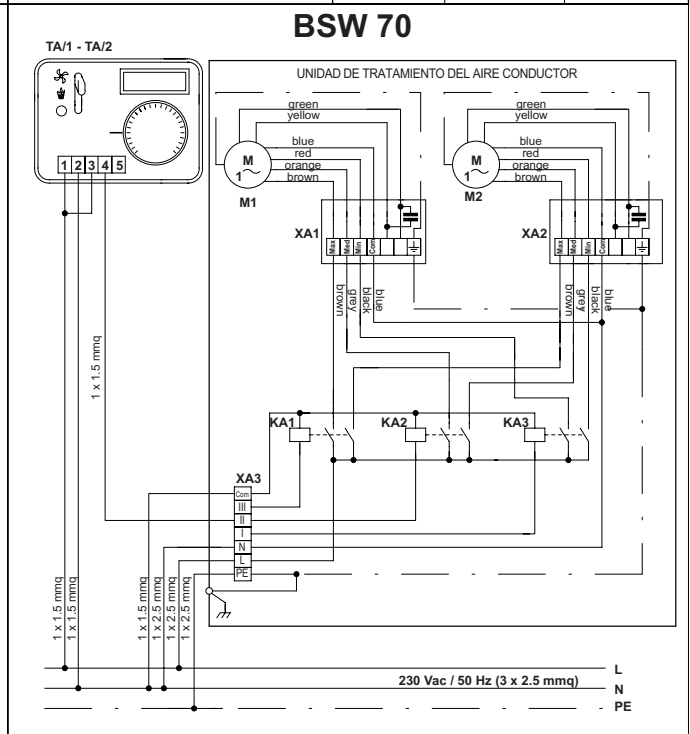 BSW 70
TA/1 - TA/2
1 2 3 4 5
UNIDAD DE TRATAMIENTO DEL AIRE CONDUCTOR
green
yellow
blue
red
orange
brown
M
1
M1
green
yellow
blue
red
orange
brown
M
1
M2
XA1
Max Med Min Com
XA2
Max Med Min Com
brown
grey
black
blue
brown
grey
black
blue
1 x 1.5 mmq
KA1
KA2
KA3
XA3
Com
III
II
I
N
L
PE
1 x 1.5 mmq
1 x 1.5 mmq
1 x 1.5 mmq
1 x 2.5 mmq
1 x 2.5 mmq
1 x 2.5 mmq
230 Vac / 50 Hz (3 x 2.5 mmq)
L
N
PE